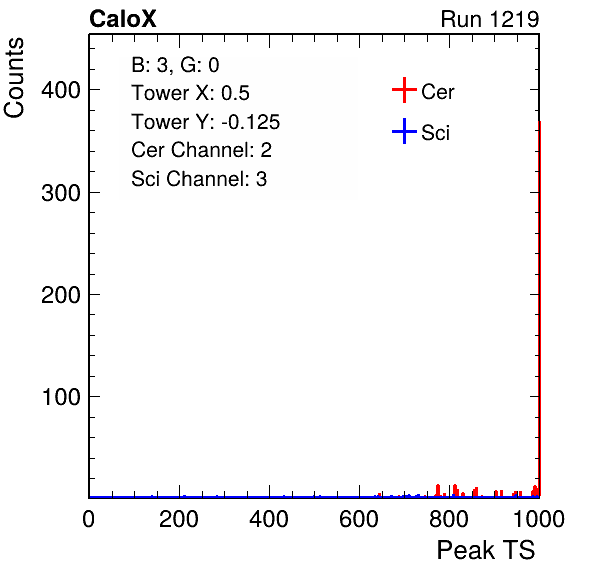 CaloX Run 1219
Counts
B: 3, G: 0
Tower X: 0.5
Tower Y: -0.125
Cer Channel: 2
Sci Channel: 3
Cer
Sci
400
300
200
100
0 200 400 600 800 1000
Peak TS